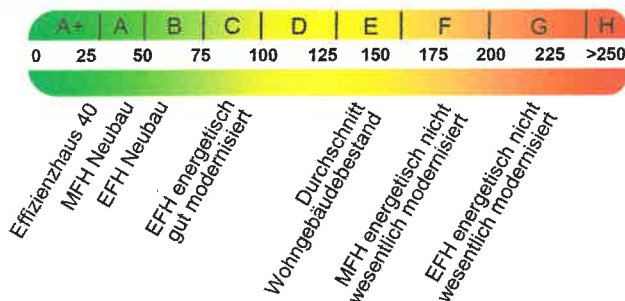 A+ A B C D E F G H
0 25 50 75 100 125 150 175 200 225 >250
Effizienzhaus 40
MFH Neubau
EFH Neubau
EFH energetisch
gut modernisiert
Durchschnitt
Wohngebäudebestand
MFH energetisch nicht
wesentlich modernisiert
EFH energetisch nicht
wesentlich modernisiert